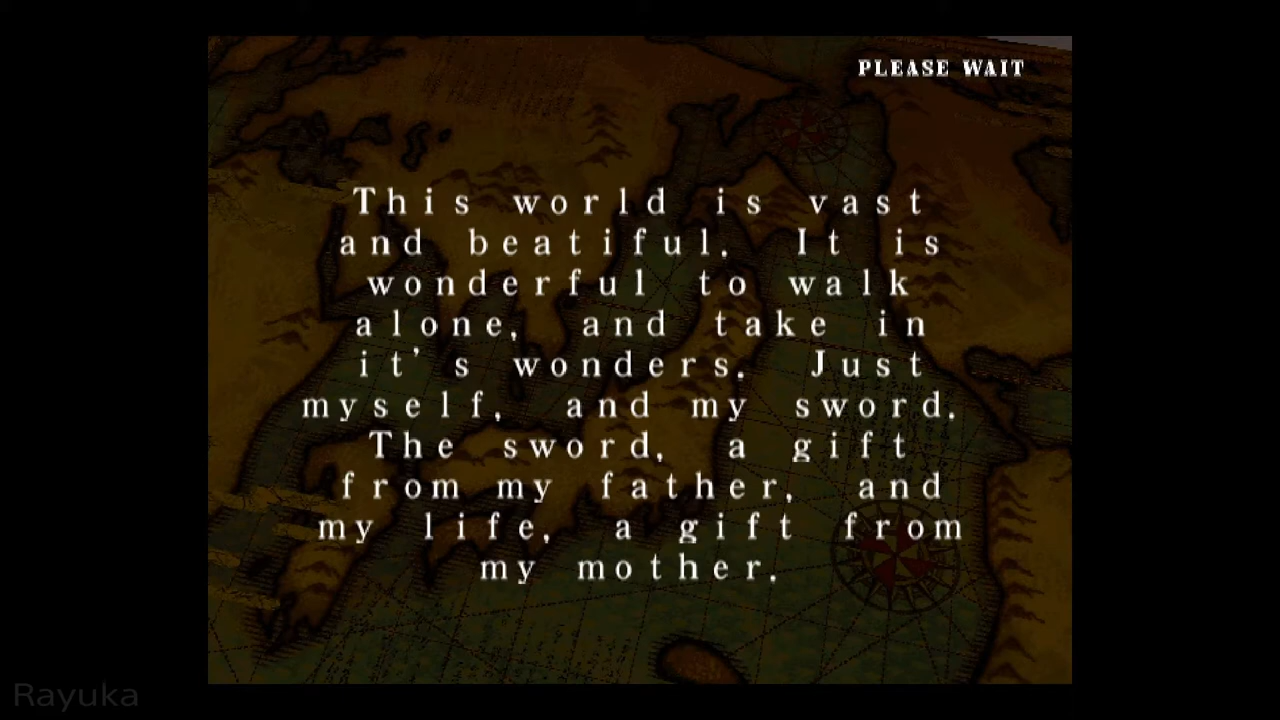 PLEASE WAIT
This world is vast
and beatiful. It is
wonderful to walk
alone, and take in
it's wonders. Just
myself, and my sword.
The sword, a gift
from my father, and
my life, a gift from
my mother.
Rayuka